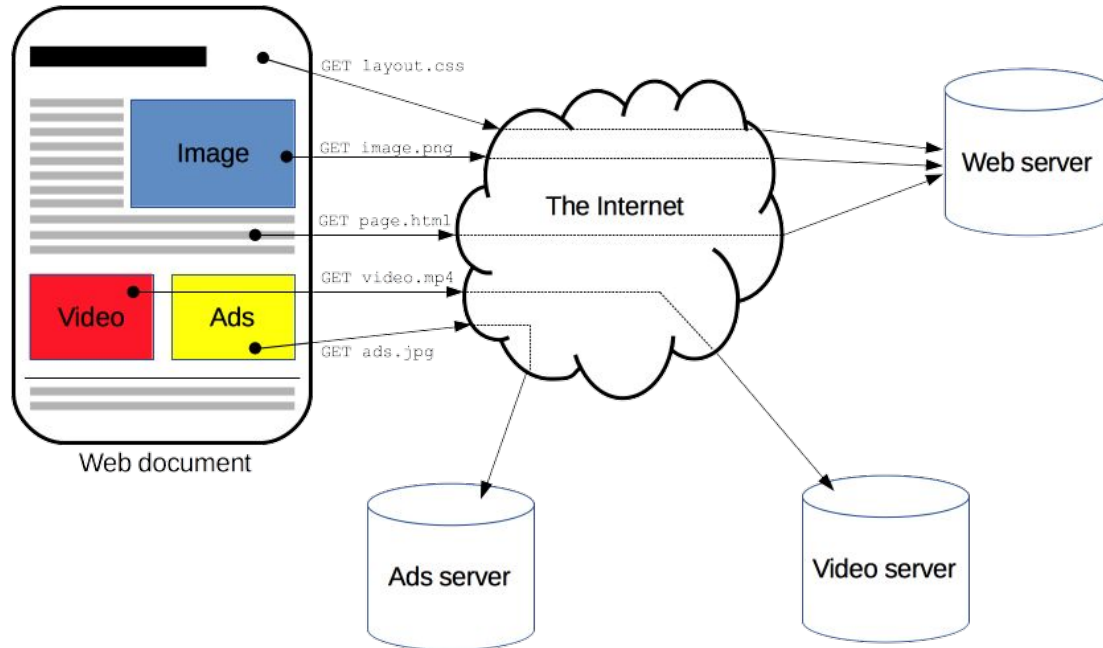 GET layout.css
Image
GET image.png
Web server
The Internet
GET page.html
GET video.mp4
Video
Ads
GET ads.jpg
Web document
Ads server
Video server